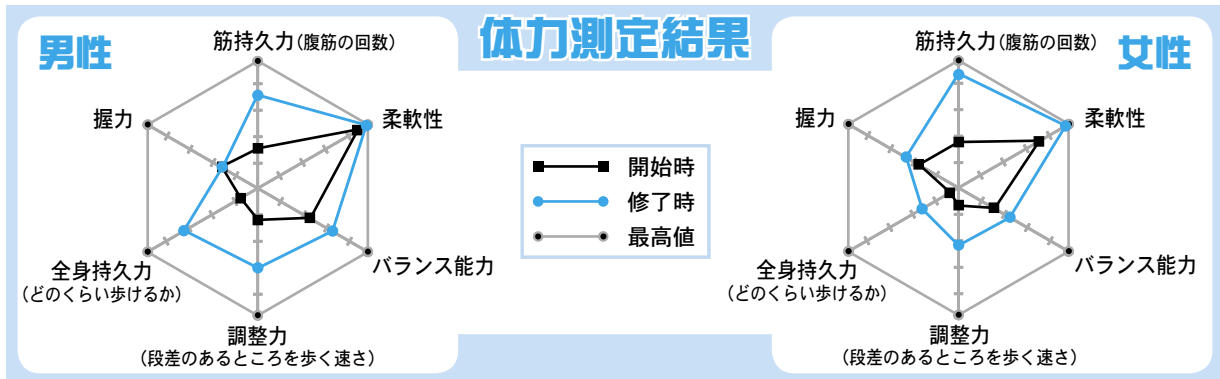 体力測定結果
男性
筋持久力(腹筋の回数)
柔軟性
バランス能力
調整力
(段差のあるところを歩く速さ)
全身持久力
(どのくらい歩けるか)
握力
開始時
修了時
最高値
女性
筋持久力(腹筋の回数)
柔軟性
バランス能力
調整力
(段差のあるところを歩く速さ)
全身持久力
(どのくらい歩けるか)
握力